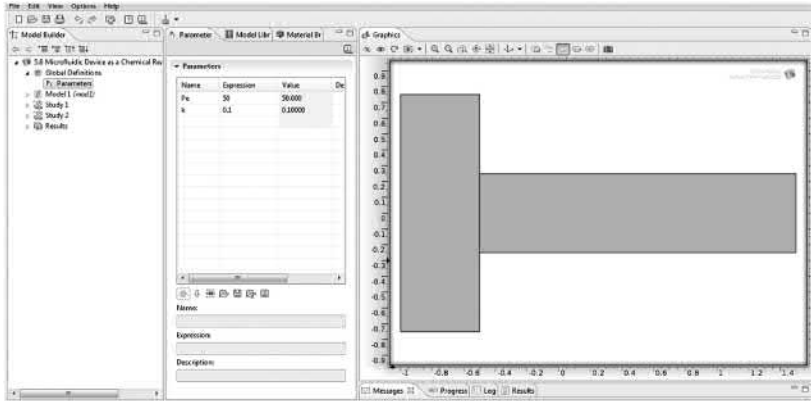 File Edit View Options Help
Model Builder
5.8 Microfluidic Device as a Chemical Re
Global Definitions
Pi Parameters
Model 1 (mod1)
Study 1
Study 2
Results
Parameter
Model Libr
Material Br
Parameters
Name Expression Value De
Pe 50 50.000
k 0.1 0.10000
Name:
Expression:
Description:
Graphics
0.9
0.8
0.7
0.6
0.5
0.4
0.3
0.2
0.1
0
-0.1
-0.2
-0.3
-0.4
-0.5
-0.6
-0.7
-0.8
-0.9
-1 -0.8 -0.6 -0.4 -0.2 0 0.2 0.4 0.6 0.8 1 1.2 1.4
Messages Progress Log Results